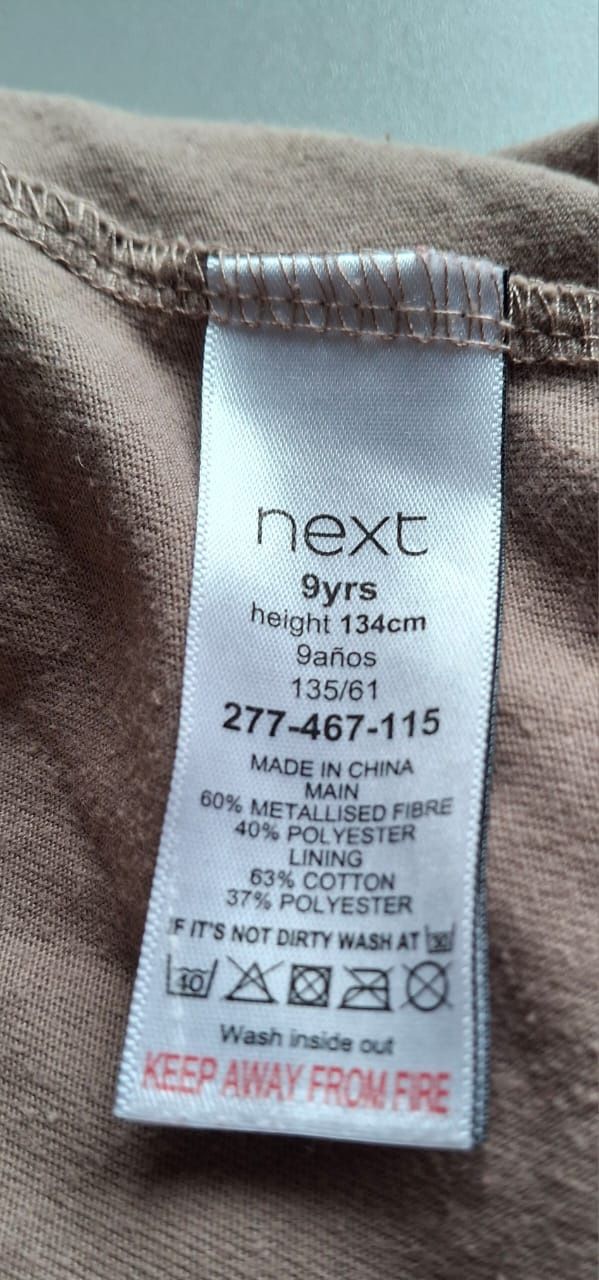 next
9yrs
height 134cm
9años
135/61
277-467-115
MADE IN CHINA
MAIN
60% METALLISED FIBRE
40% POLYESTER
LINING
63% COTTON
37% POLYESTER
IF IT'S NOT DIRTY WASH AT 30
40
Wash inside out
KEEP AWAY FROM FIRE